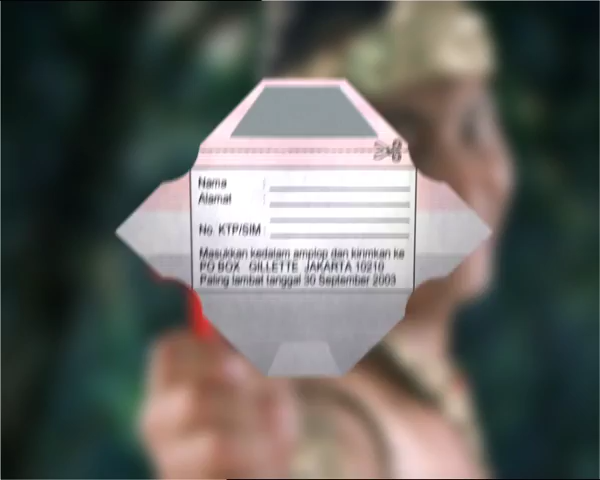 Nama :
Alamat :
No. KTP/SIM :
Masukkan kedalam amplop dan kirimkan ke
PO BOX GILLETTE JAKARTA 10210
Paling lambat tanggal 30 September 2003